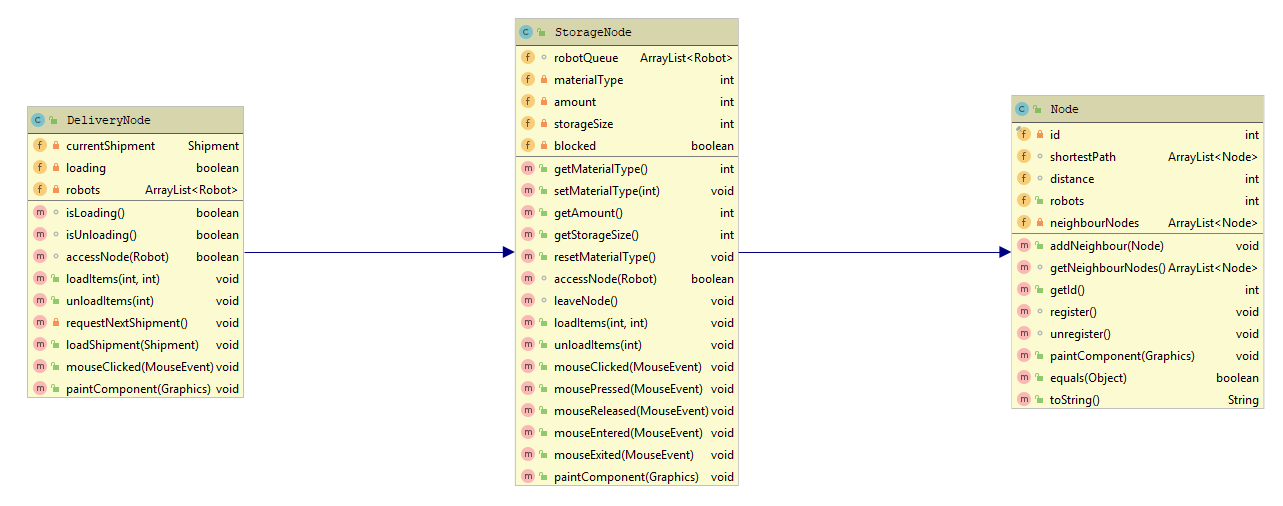 DeliveryNode
currentShipment Shipment
loading boolean
robots ArrayList<Robot>
isLoading() boolean
isUnloading() boolean
accessNode(Robot) boolean
loadItems(int, int) void
unloadItems(int) void
requestNextShipment() void
loadShipment(Shipment) void
mouseClicked(MouseEvent) void
paintComponent(Graphics) void
StorageNode
robotQueue ArrayList<Robot>
materialType int
amount int
storageSize int
blocked boolean
getMaterialType() int
setMaterialType(int) void
getAmount() int
getStorageSize() int
resetMaterialType() void
accessNode(Robot) boolean
leaveNode() void
loadItems(int, int) void
unloadItems(int) void
mouseClicked(MouseEvent) void
mousePressed(MouseEvent) void
mouseReleased(MouseEvent) void
mouseEntered(MouseEvent) void
mouseExited(MouseEvent) void
paintComponent(Graphics) void
Node
id int
shortestPath ArrayList<Node>
distance int
robots int
neighbourNodes ArrayList<Node>
addNeighbour(Node) void
getNeighbourNodes() ArrayList<Node>
getId() int
register() void
unregister() void
paintComponent(Graphics) void
equals(Object) boolean
toString() String